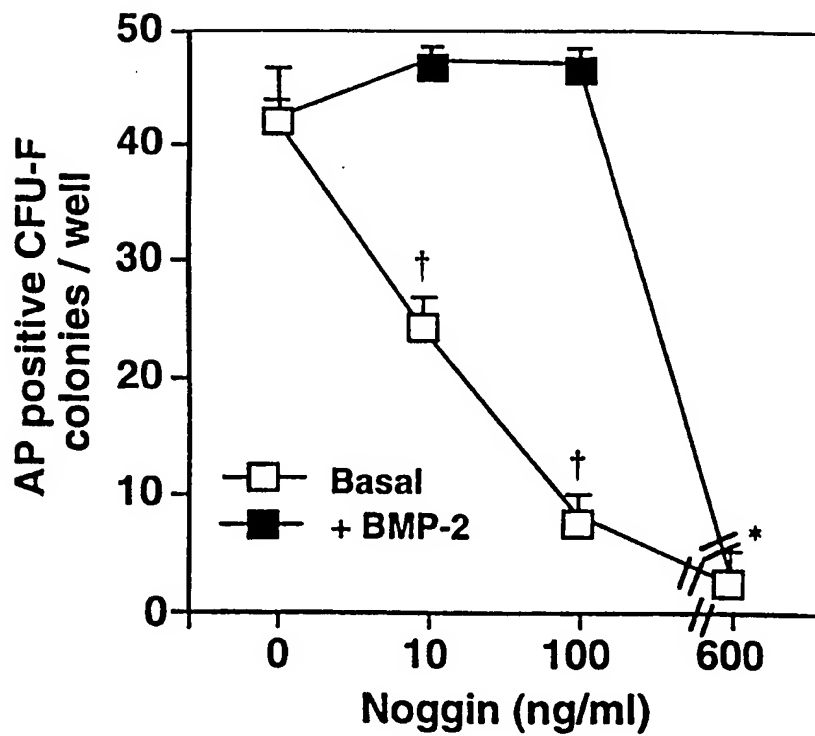 50
40
30
20
10
0
AP positive CFU-F
colonies / well
†
†
*
Basal
+ BMP-2
0 10 100 600
Noggin (ng/ml)